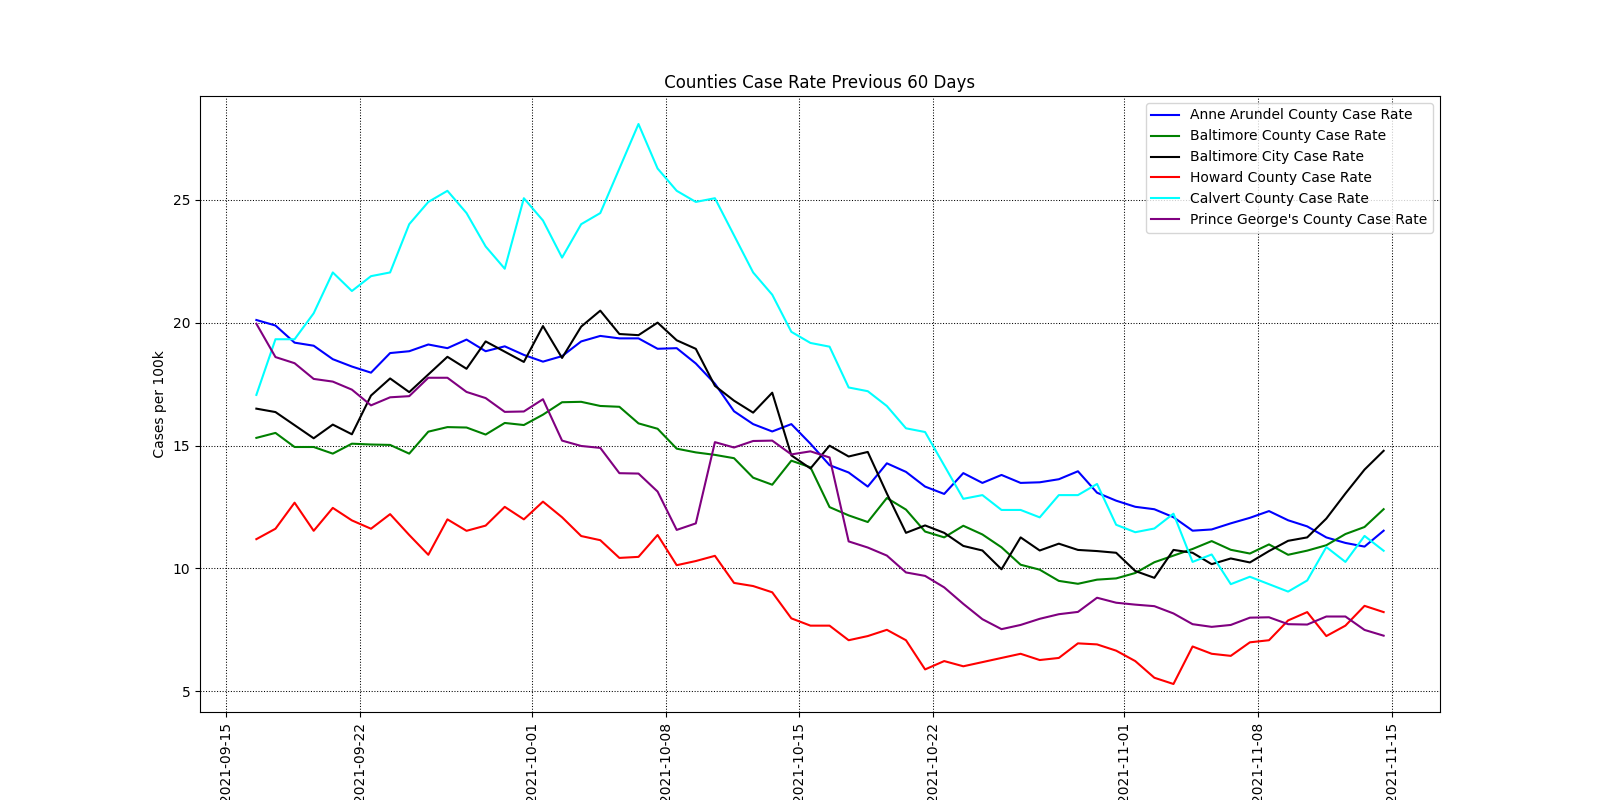 Counties Case Rate Previous 60 Days
Anne Arundel County Case Rate
Baltimore County Case Rate
Baltimore City Case Rate
Howard County Case Rate
Calvert County Case Rate
Prince George's County Case Rate
Cases per 100k
25
20
15
10
5
2021-09-15
2021-09-22
2021-10-01
2021-10-08
2021-10-15
2021-10-22
2021-11-01
2021-11-08
2021-11-15